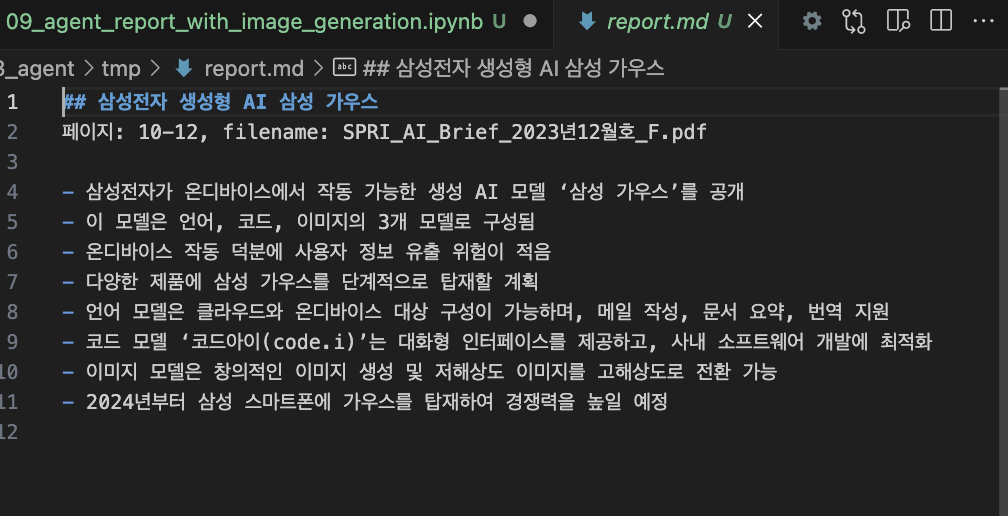 09_agent_report_with_image_generation.ipynb U
report.md U
3_agent > tmp > report.md > abc ## 삼성전자 생성형 AI 삼성 가우스
1 ## 삼성전자 생성형 AI 삼성 가우스
2 페이지: 10-12, filename: SPRI_AI_Brief_2023년12월호_F.pdf
3
4 - 삼성전자가 온디바이스에서 작동 가능한 생성 AI 모델 ‘삼성 가우스’를 공개
5 - 이 모델은 언어, 코드, 이미지의 3개 모델로 구성됨
6 - 온디바이스 작동 덕분에 사용자 정보 유출 위험이 적음
7 - 다양한 제품에 삼성 가우스를 단계적으로 탑재할 계획
8 - 언어 모델은 클라우드와 온디바이스 대상 구성이 가능하며, 메일 작성, 문서 요약, 번역 지원
9 - 코드 모델 ‘코드아이(code.i)’는 대화형 인터페이스를 제공하고, 사내 소프트웨어 개발에 최적화
10 - 이미지 모델은 창의적인 이미지 생성 및 저해상도 이미지를 고해상도로 전환 가능
11 - 2024년부터 삼성 스마트폰에 가우스를 탑재하여 경쟁력을 높일 예정
12